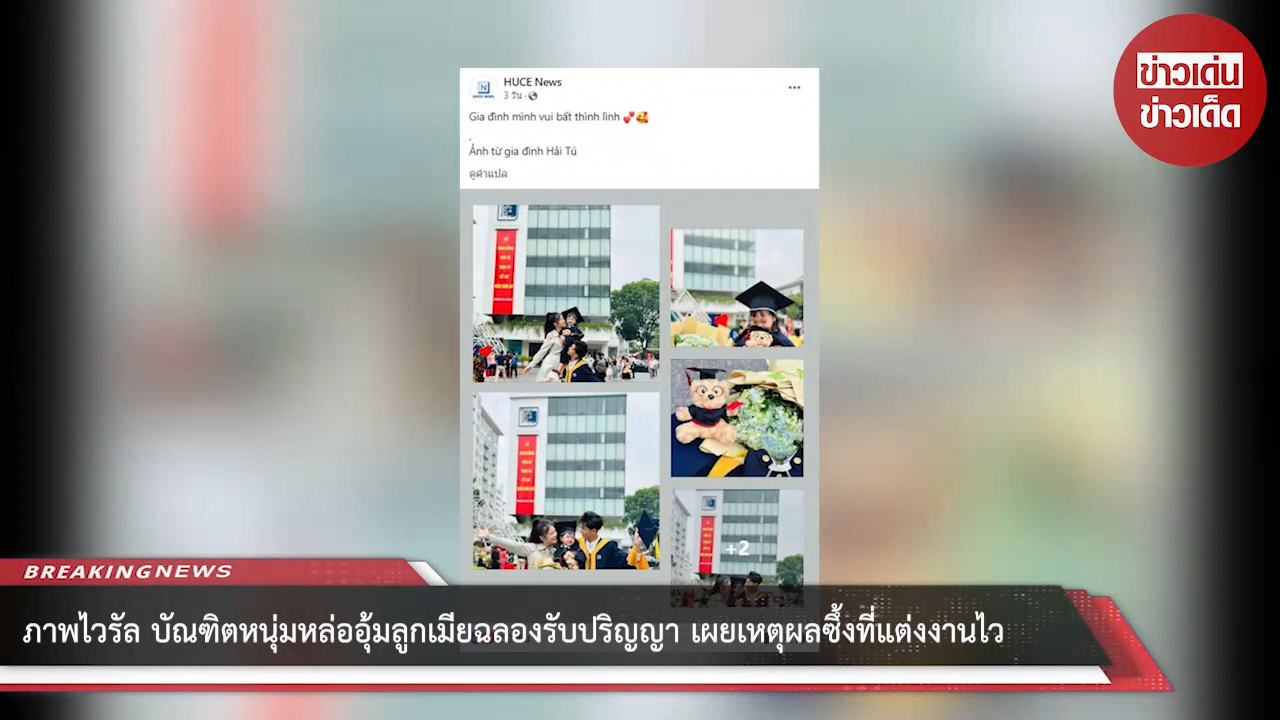 ข่าวเด่น
ข่าวเด็ด
HUCE News
3 วัน
Gia đình mình vui bất thình lình 💕🥰
.
Ảnh từ gia đình Hải Tú
ดูคำแปล
+2
BREAKINGNEWS
ภาพไวรัล บัณฑิตหนุ่มหล่ออุ้มลูกเมียฉลองรับปริญญา เผยเหตุผลซึ้งที่แต่งงานไว